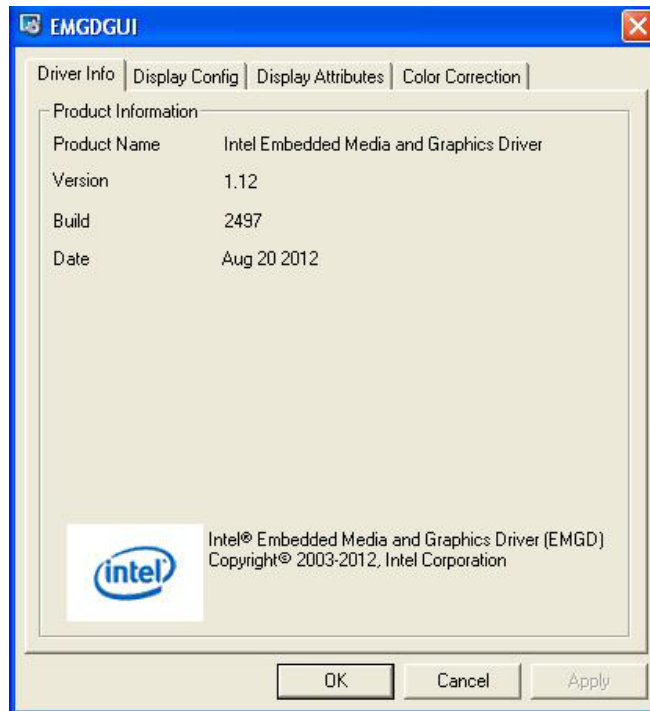 EMGDGUI
Driver Info Display Config Display Attributes Color Correction
Product Information
Product Name Intel Embedded Media and Graphics Driver
Version 1.12
Build 2497
Date Aug 20 2012
intel
Intel® Embedded Media and Graphics Driver (EMGD)
Copyright© 2003-2012, Intel Corporation
OK Cancel Apply